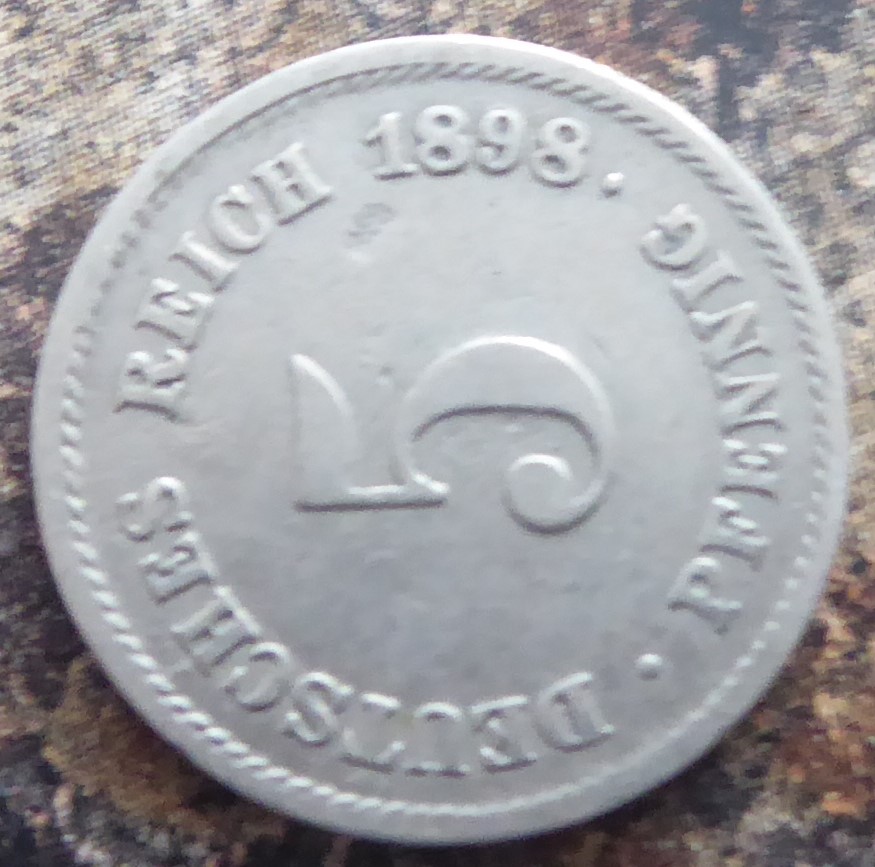 DEUTSCHES REICH 1898 · PFENNIG ·
5